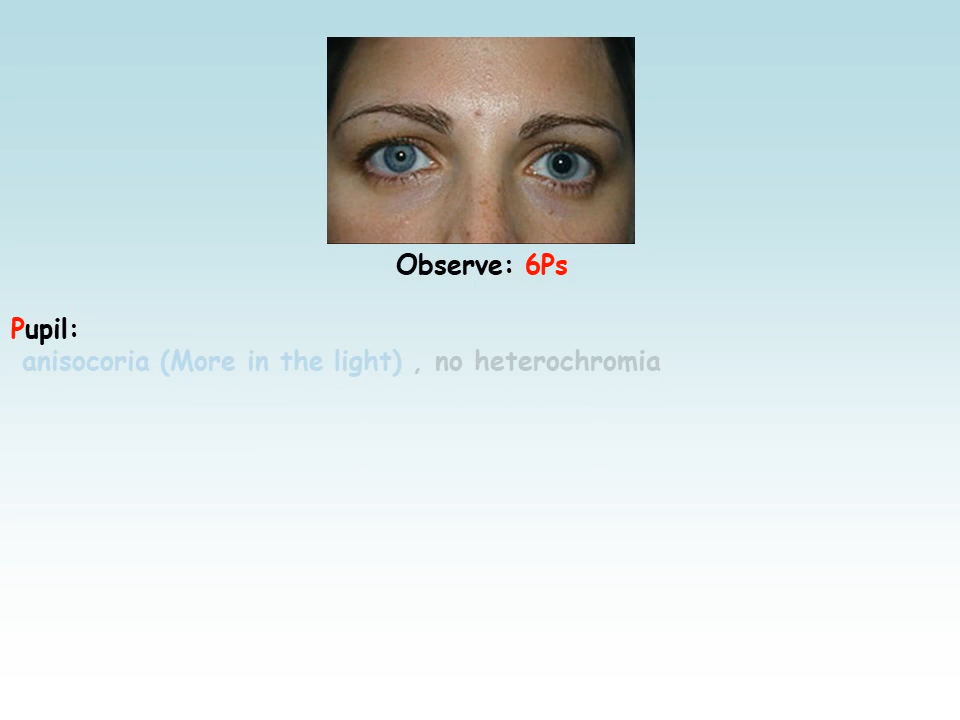 Observe: 6Ps
Pupil:
anisocoria (More in the light) , no heterochromia